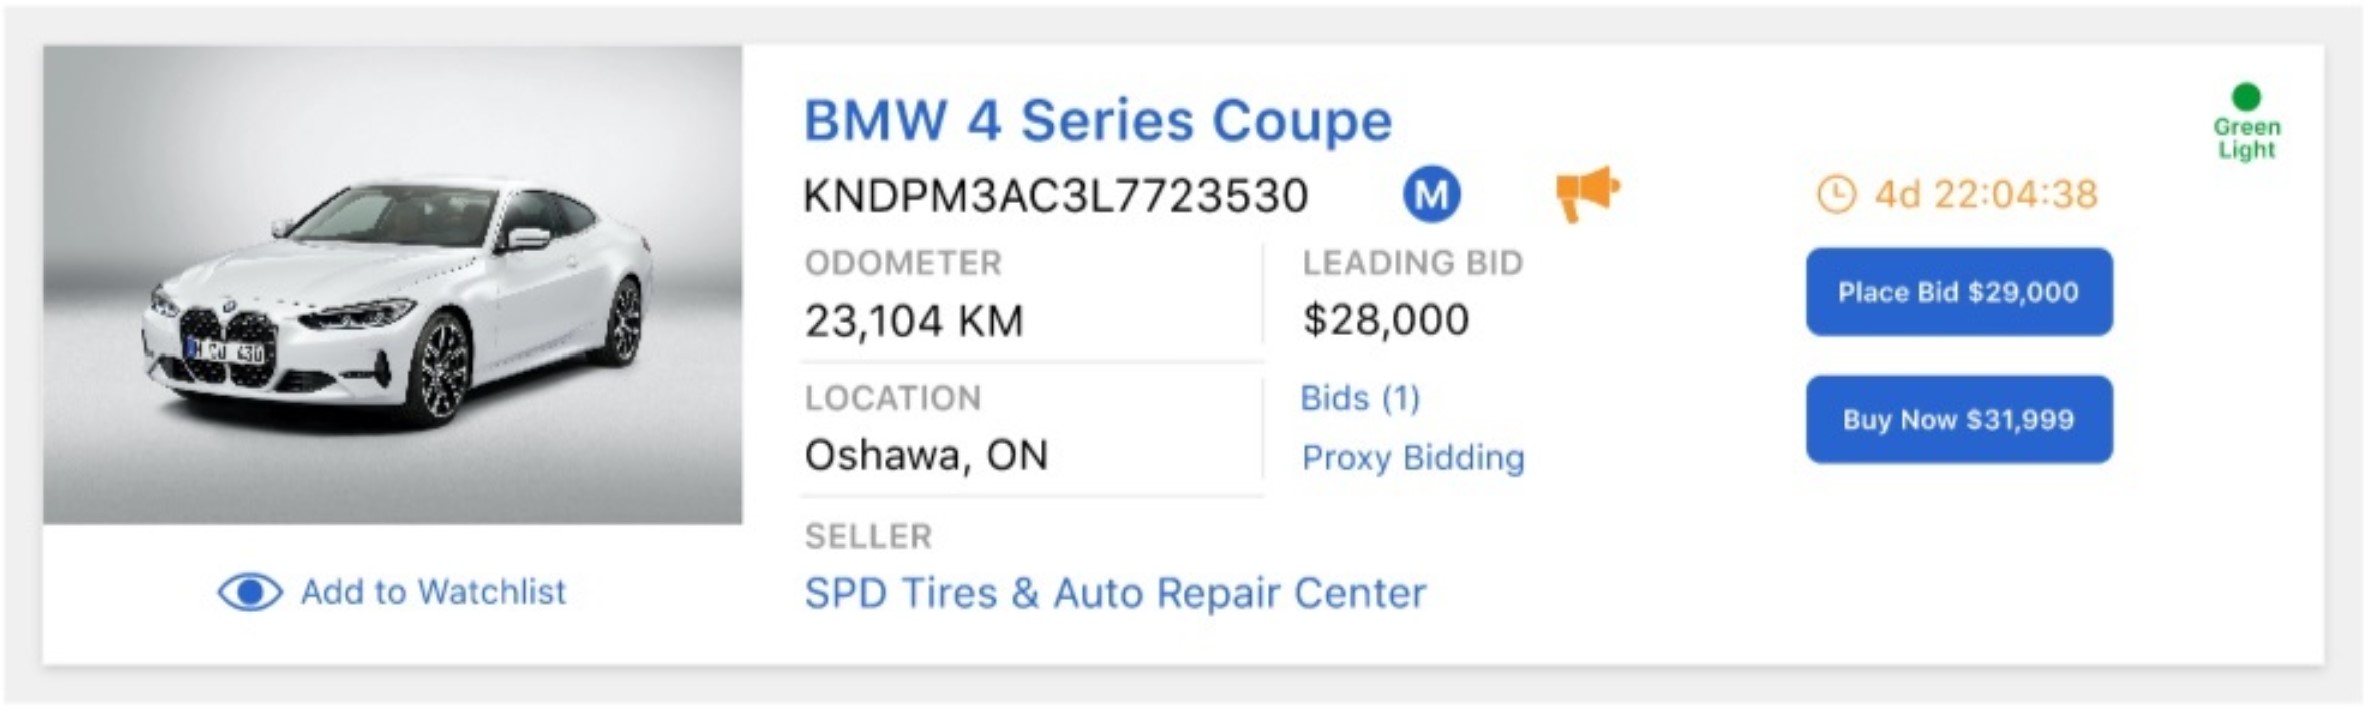 BMW 4 Series Coupe
Green
Light
KNDPM3AC3L7723530
M
4d 22:04:38
ODOMETER
23,104 KM
LEADING BID
$28,000
Place Bid $29,000
LOCATION
Oshawa, ON
Bids (1)
Proxy Bidding
Buy Now $31,999
SELLER
SPD Tires & Auto Repair Center
Add to Watchlist